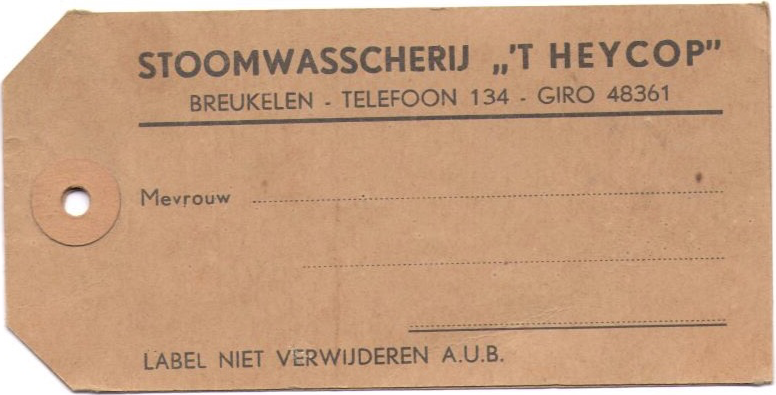 STOOMWASSCHERIJ „'T HEYCOP”
BREUKELEN - TELEFOON 134 - GIRO 48361
Mevrouw
LABEL NIET VERWIJDEREN A.U.B.